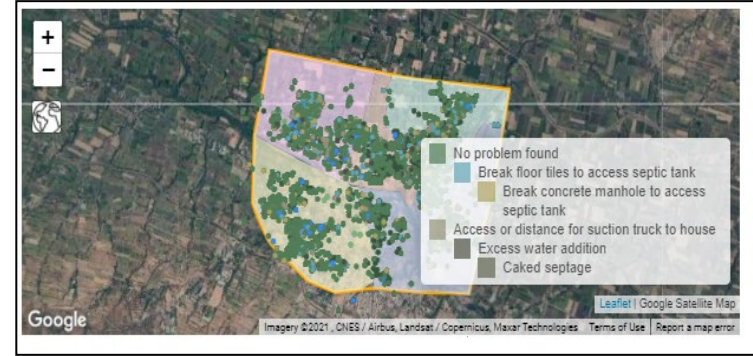 +
−
No problem found
Break floor tiles to access septic tank
Break concrete manhole to access
septic tank
Access or distance for suction truck to house
Excess water addition
Caked septage
Leaflet | Google Satellite Map
Google
Imagery ©2021 , CNES / Airbus, Landsat / Copernicus, Maxar Technologies Terms of Use Report a map error